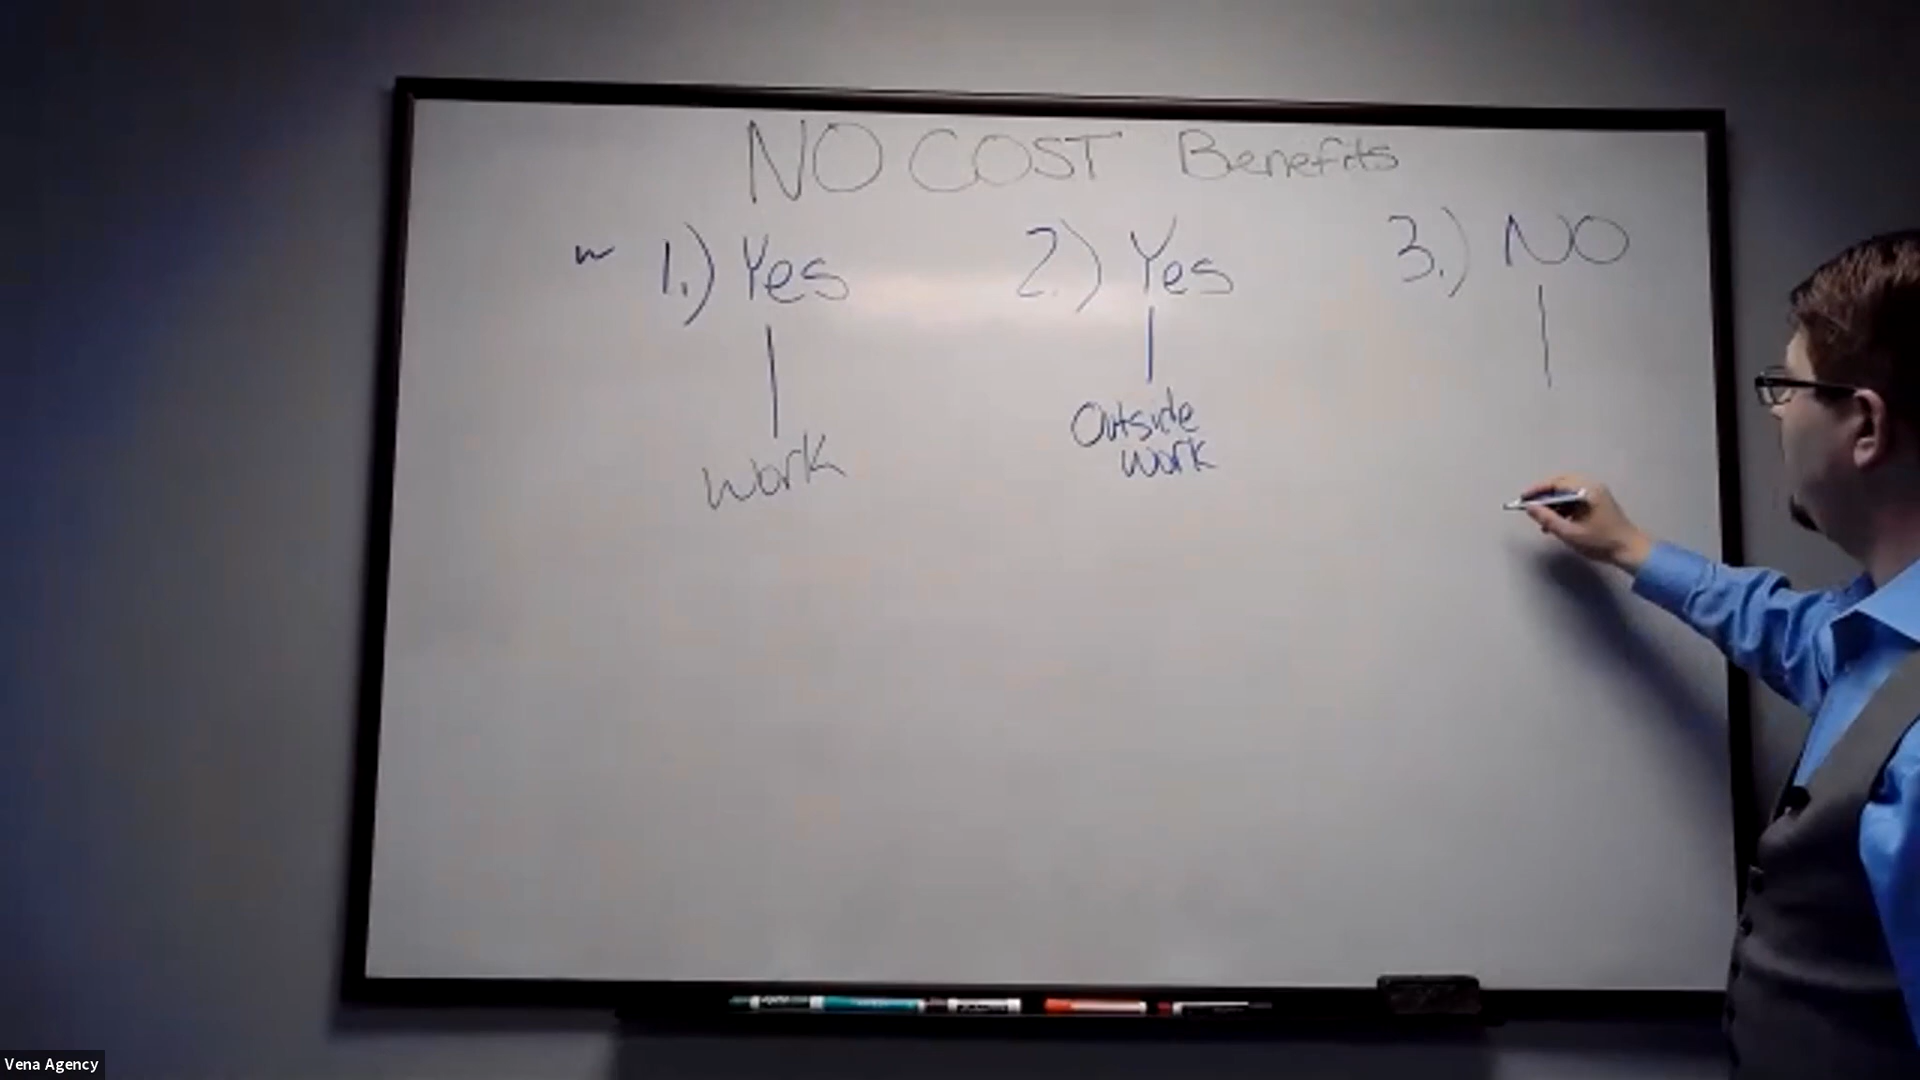 NO COST Benefits
1.) Yes
2.) Yes
3.) NO
work
Outside
work
Vena Agency